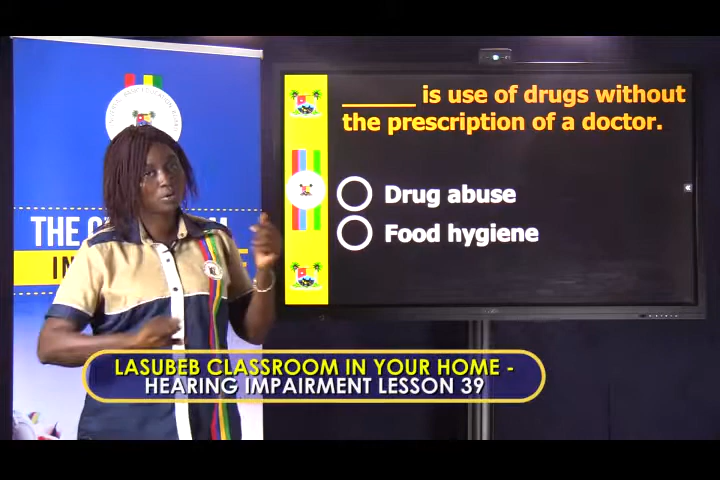 ______ is use of drugs without
the prescription of a doctor.
Drug abuse
Food hygiene
THE
IN
LASUBEB CLASSROOM IN YOUR HOME -
HEARING IMPAIRMENT LESSON 39